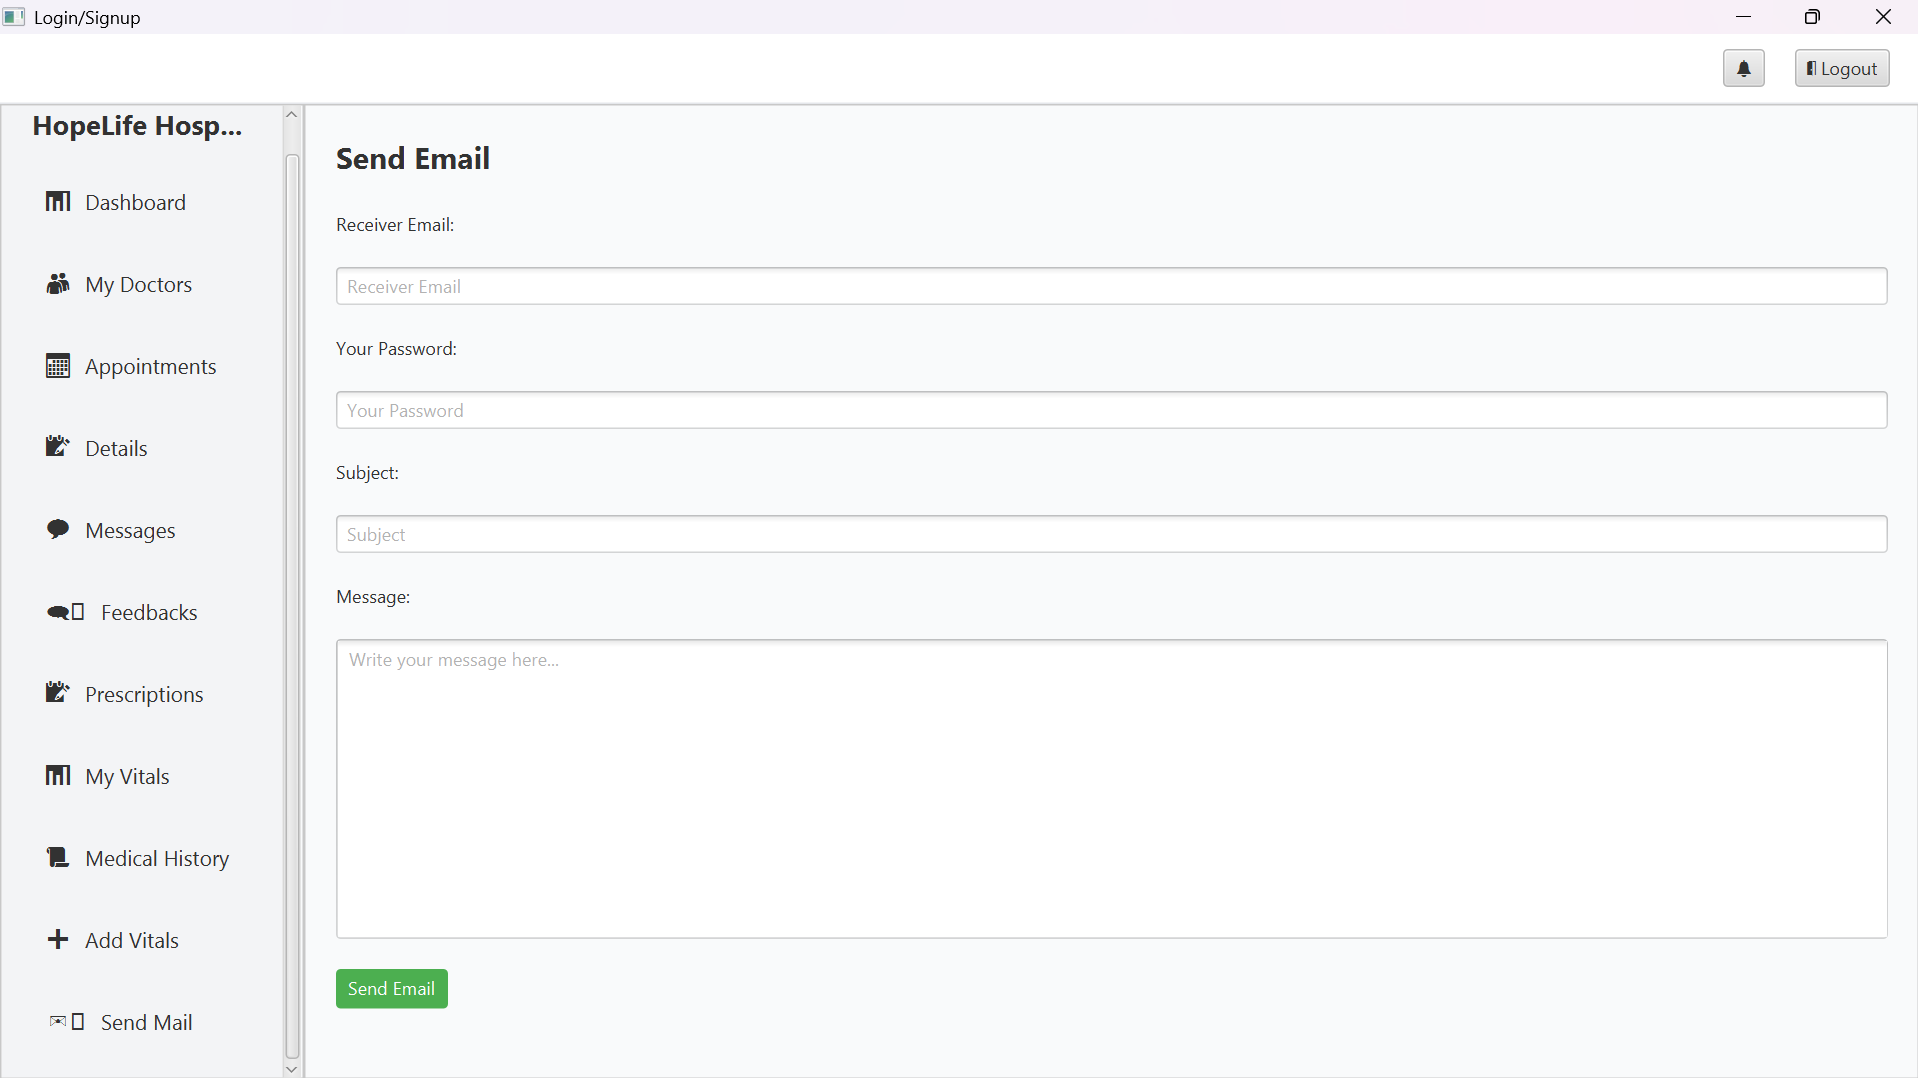 Login/Signup
Logout
HopeLife Hosp...
Dashboard
My Doctors
Appointments
Details
Messages
Feedbacks
Prescriptions
My Vitals
Medical History
Add Vitals
Send Mail
Send Email
Receiver Email:
Receiver Email
Your Password:
Your Password
Subject:
Subject
Message:
Write your message here...
Send Email